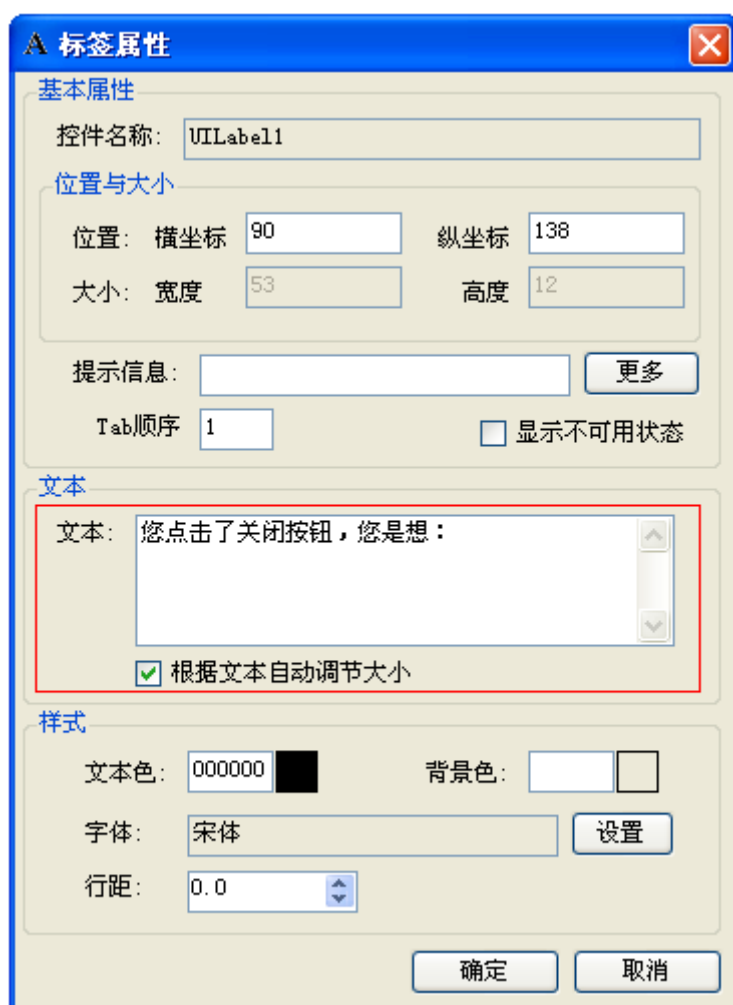 A 标签属性
基本属性
控件名称: UILabel1
位置与大小
位置: 横坐标 90 纵坐标 138
大小: 宽度 53 高度 12
提示信息: 更多
Tab顺序 1 显示不可用状态
文本
文本: 您点击了关闭按钮，您是想：
根据文本自动调节大小
样式
文本色: 000000 背景色:
字体: 宋体 设置
行距: 0.0
确定 取消